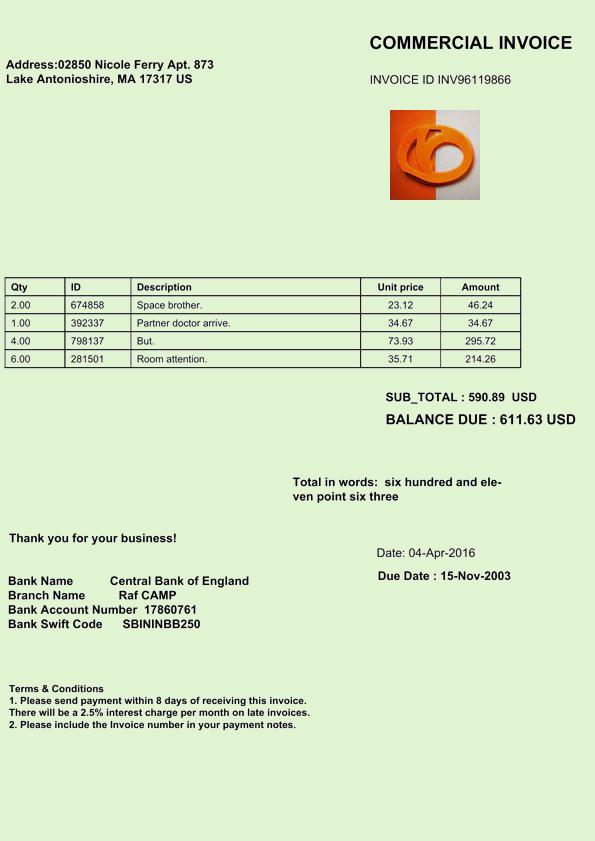 COMMERCIAL INVOICE
Address:02850 Nicole Ferry Apt. 873
Lake Antonioshire, MA 17317 US
INVOICE ID INV96119866
Qty ID Description Unit price Amount
2.00 674858 Space brother. 23.12 46.24
1.00 392337 Partner doctor arrive. 34.67 34.67
4.00 798137 But. 73.93 295.72
6.00 281501 Room attention. 35.71 214.26
SUB_TOTAL : 590.89 USD
BALANCE DUE : 611.63 USD
Total in words: six hundred and ele-
ven point six three
Thank you for your business!
Date: 04-Apr-2016
Due Date : 15-Nov-2003
Bank Name Central Bank of England
Branch Name Raf CAMP
Bank Account Number 17860761
Bank Swift Code SBININBB250
Terms & Conditions
1. Please send payment within 8 days of receiving this invoice.
There will be a 2.5% interest charge per month on late invoices.
2. Please include the Invoice number in your payment notes.